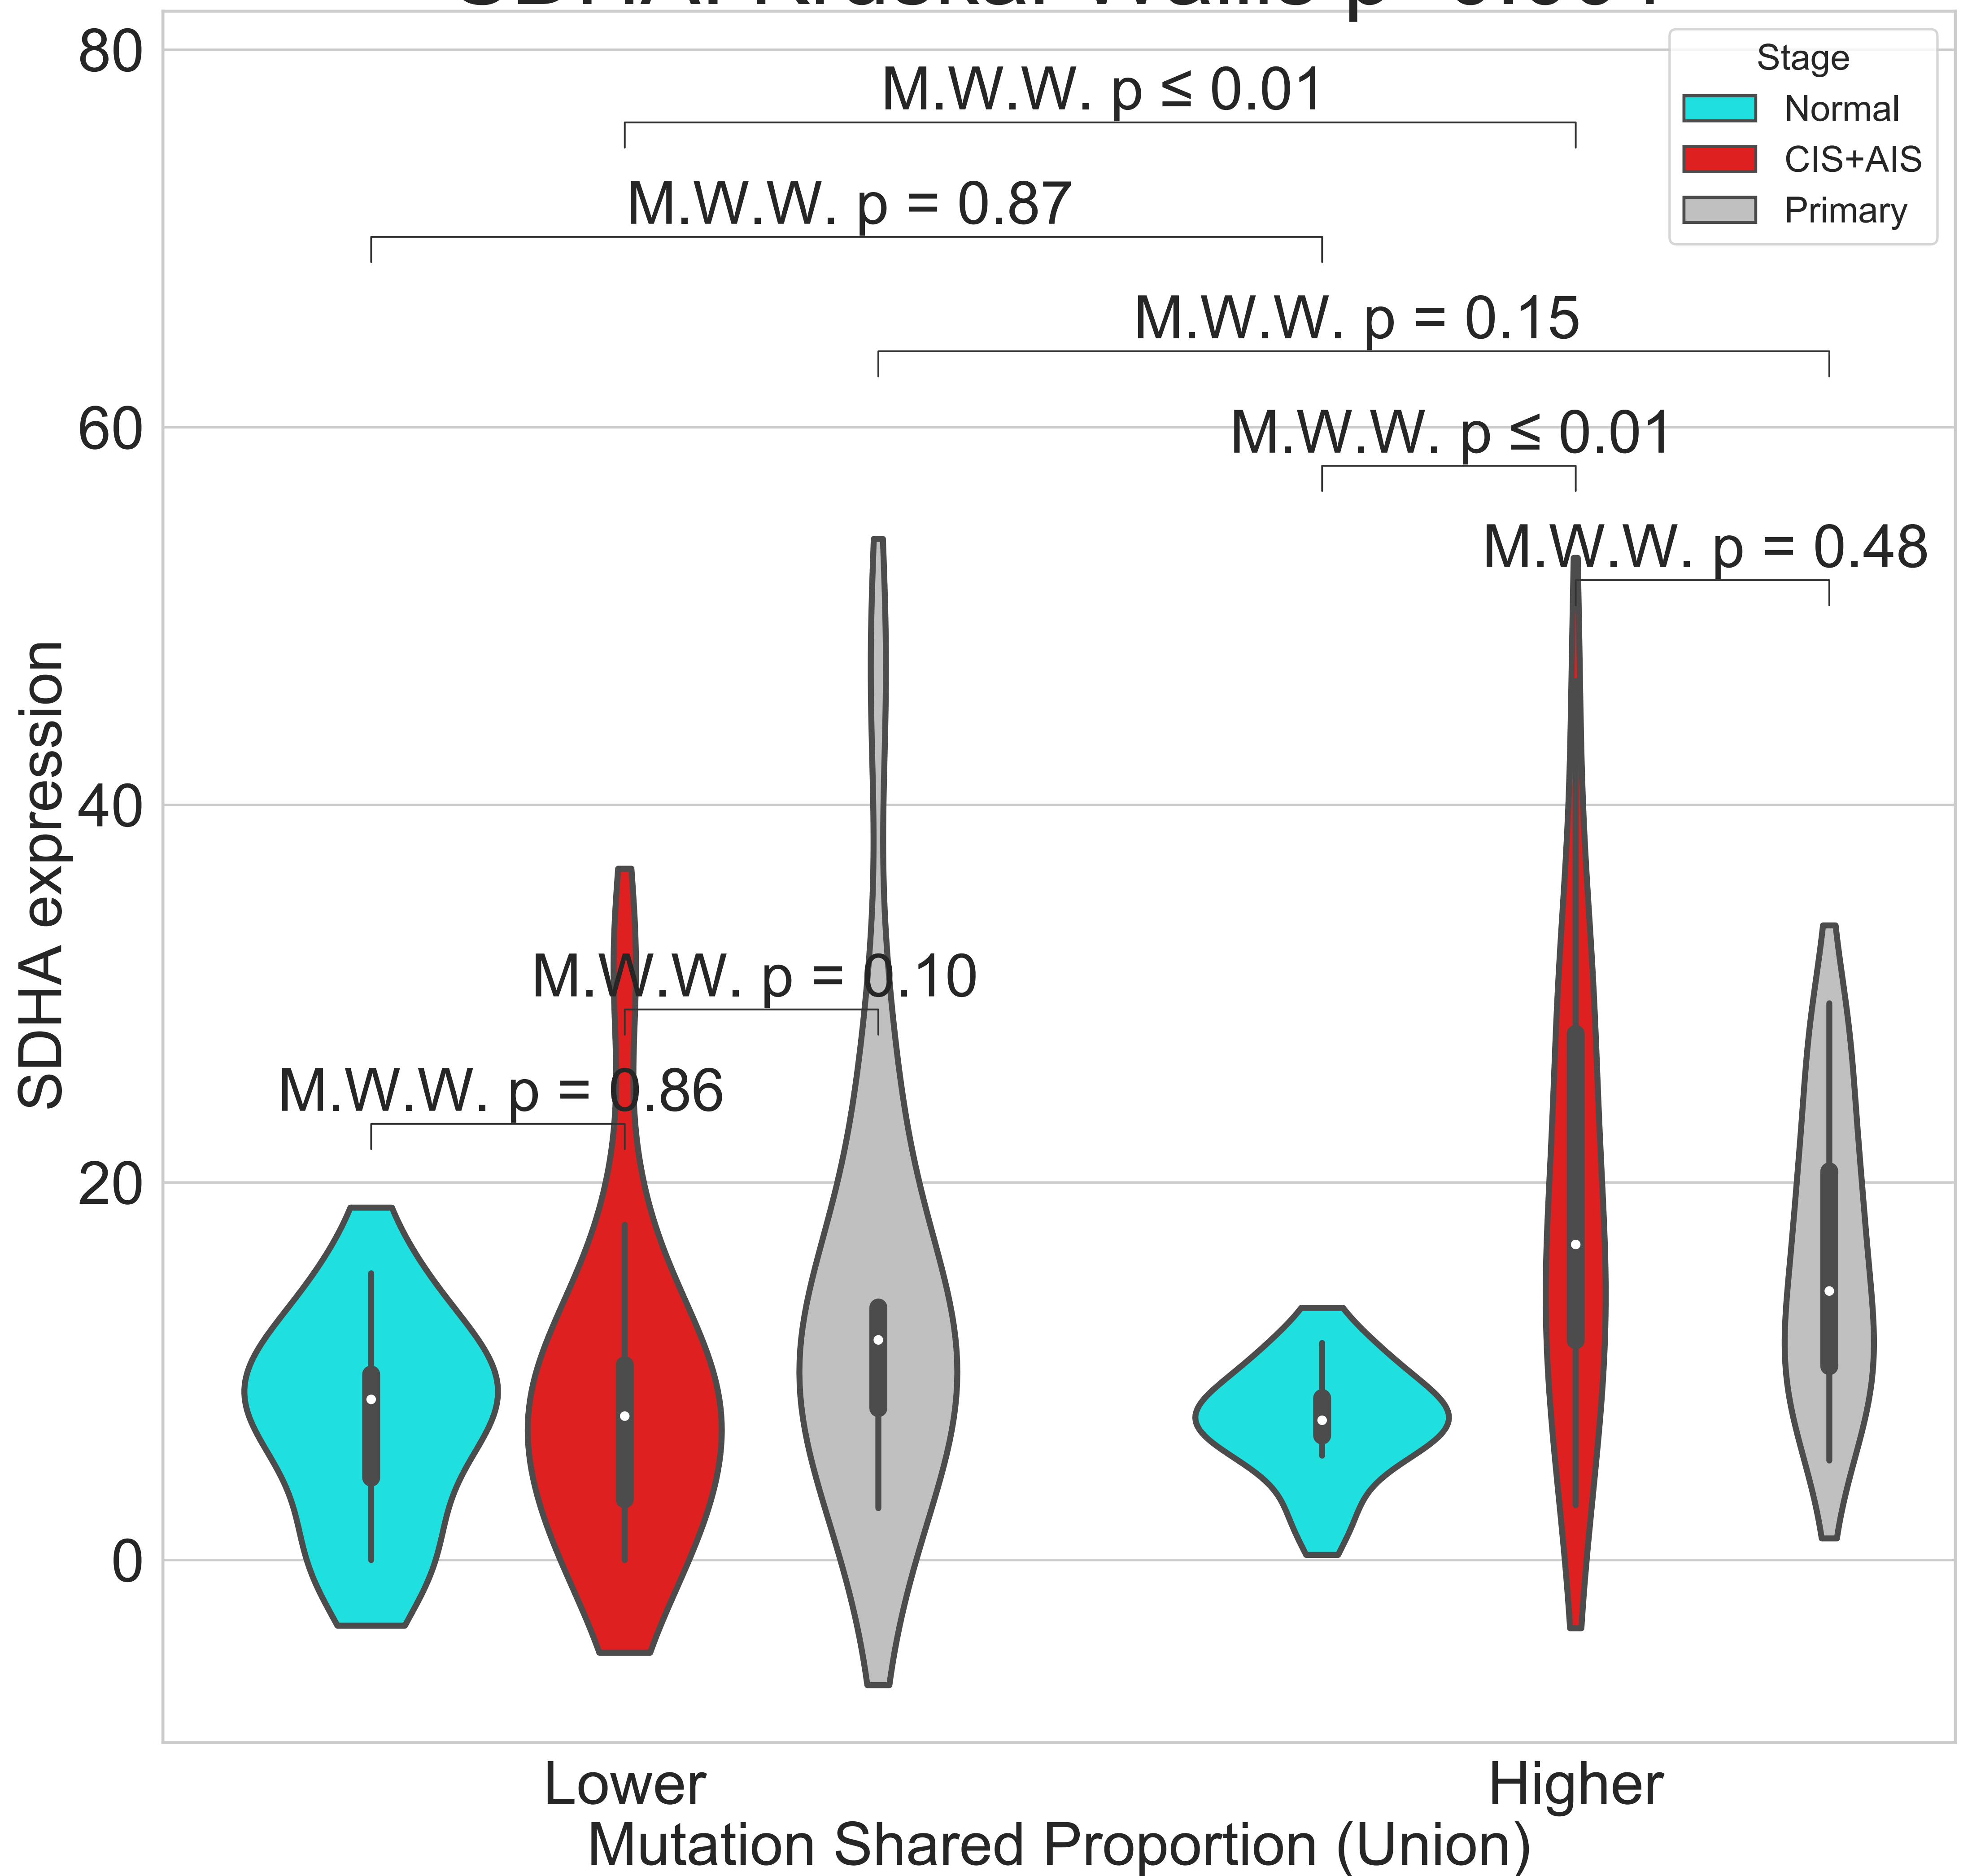 80
Stage
Normal
CIS+AIS
Primary
M.W.W. p ≤ 0.01
M.W.W. p = 0.87
M.W.W. p = 0.15
60
M.W.W. p ≤ 0.01
M.W.W. p = 0.48
40
M.W.W. p = 0.10
M.W.W. p = 0.86
20
0
SDHA expression
Lower
Higher
Mutation Shared Proportion (Union)